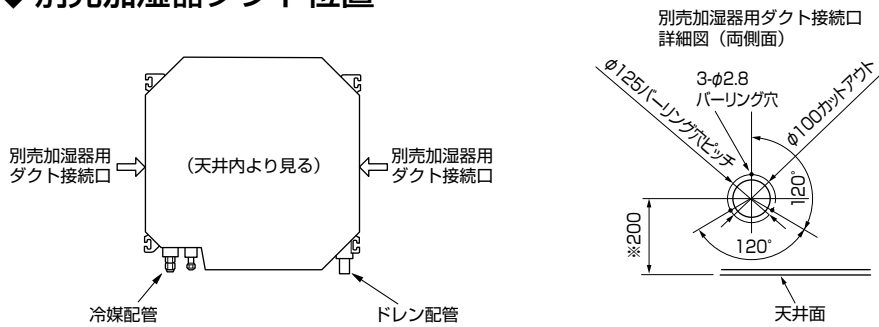 ◆別売加湿器ダクト位置
別売加湿器用
ダクト接続口
(天井内より見る)
別売加湿器用
ダクト接続口
冷媒配管
ドレン配管
別売加湿器用ダクト接続口
詳細図(両側面)
φ125バーリング穴ピッチ
3-φ2.8
バーリング穴
φ100カットアウト
120°
120°
※200
天井面